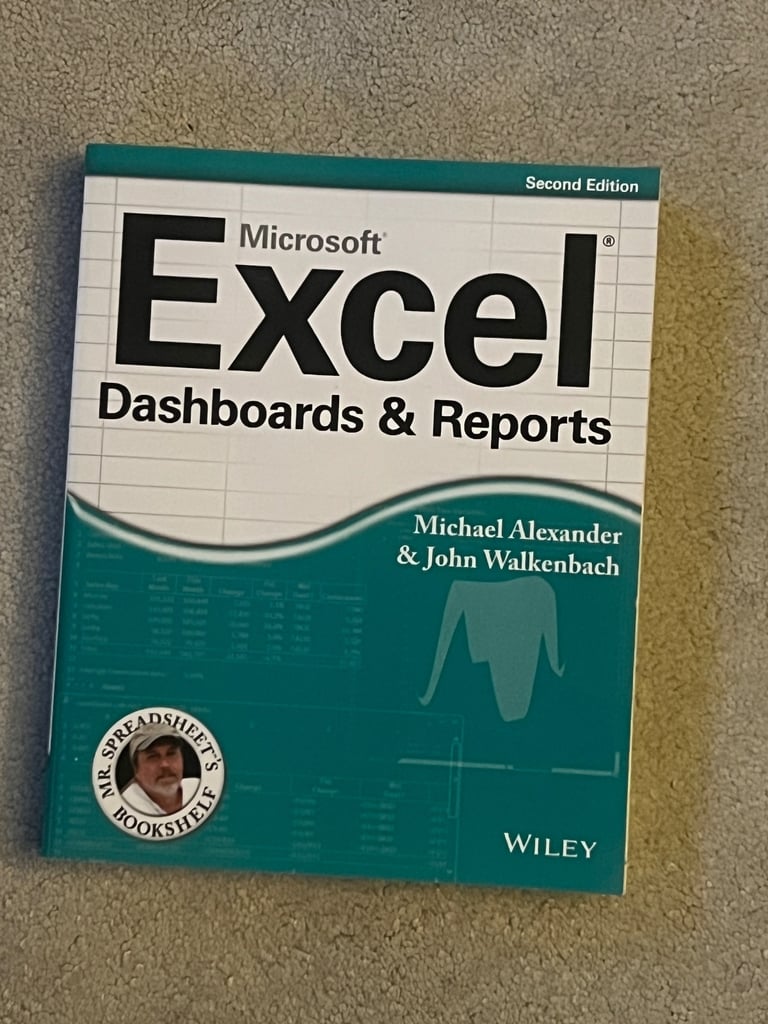 Second Edition
Microsoft®
Excel®
Dashboards & Reports
Michael Alexander
& John Walkenbach
MR. SPREADSHEET'S
BOOKSHELF
WILEY